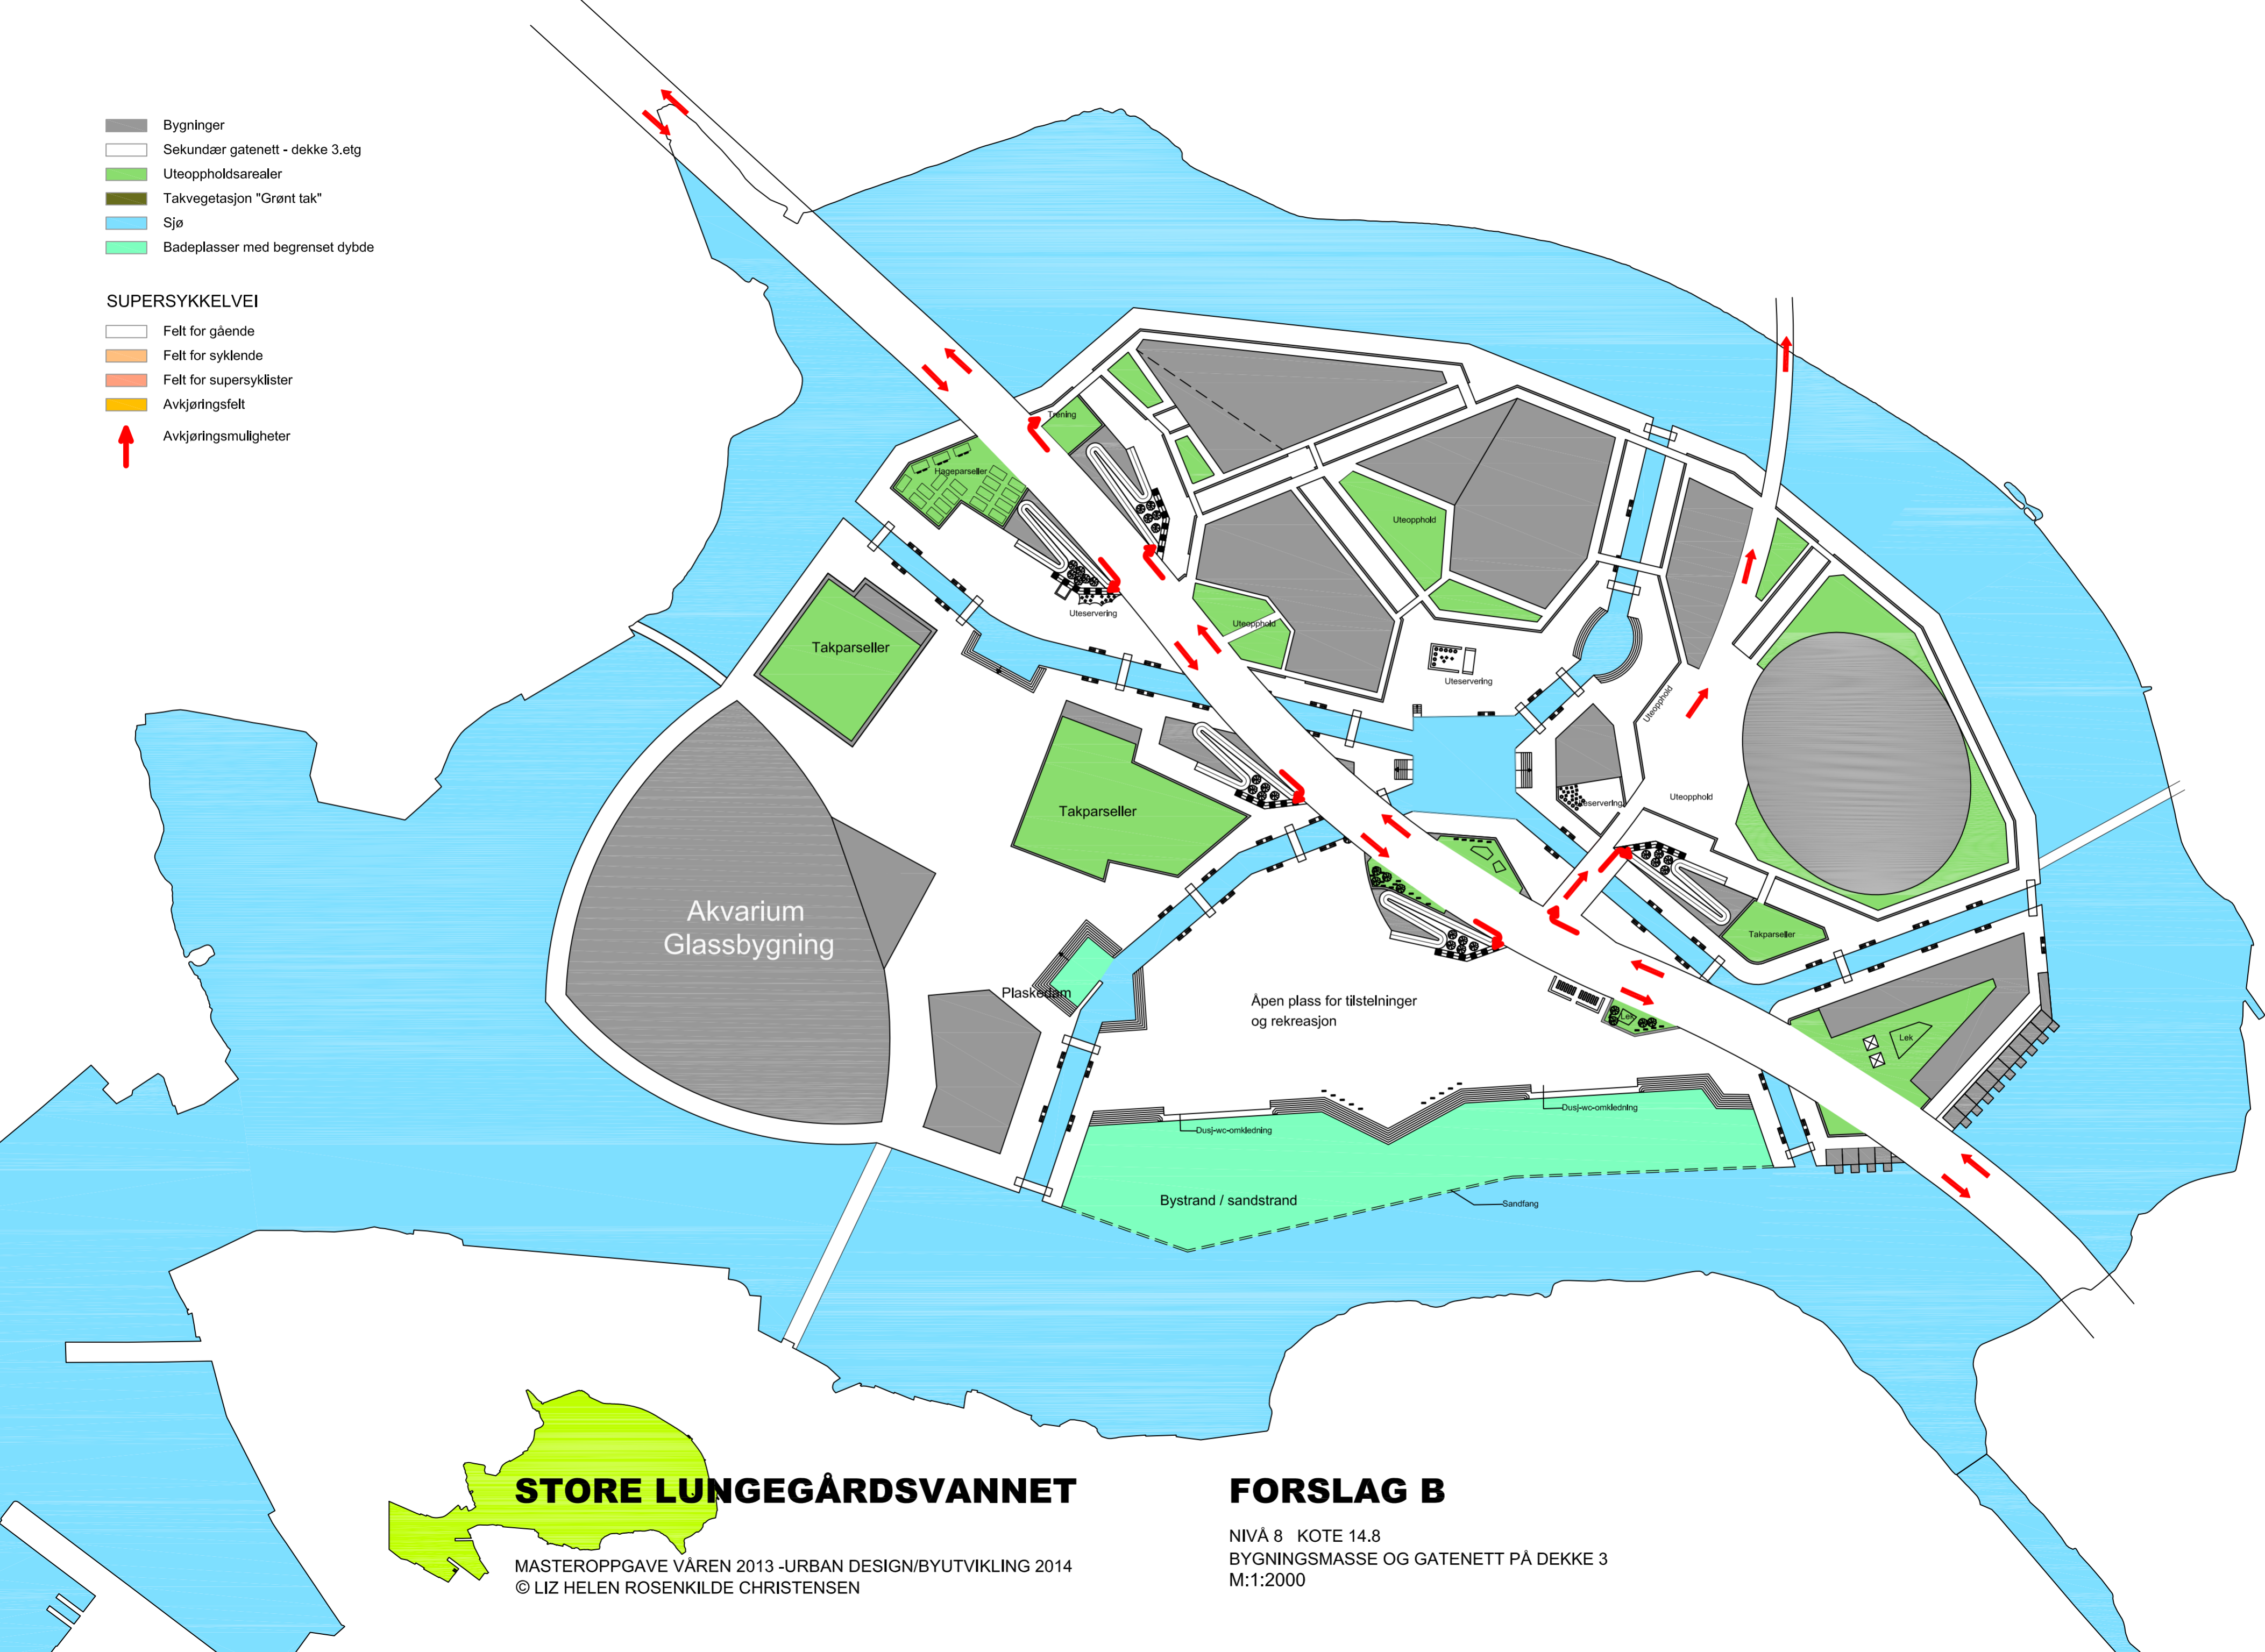 Bygninger
Sekundær gatenett - dekke 3.etg
Uteoppholdsarealer
Takvegetasjon "Grønt tak"
Sjø
Badeplasser med begrenset dybde
SUPERSYKKELVEI
Felt for gående
Felt for syklende
Felt for supersyklister
Avkjøringsfelt
Avkjøringsmuligheter
Trening
Hageparseller
Uteopphold
Uteservering
Uteopphold
Takparseller
Uteservering
Uteopphold
Takparseller
Uteopphold
Uteservering
Akvarium
Glassbygning
Takparseller
Plaskedam
Åpen plass for tilstelninger
og rekreasjon
Lek
Lek
Dusj-wc-omkledning
Dusj-wc-omkledning
Bystrand / sandstrand
Sandfang
STORE LUNGEGÅRDSVANNET
MASTEROPPGAVE VÅREN 2013 -URBAN DESIGN/BYUTVIKLING 2014
© LIZ HELEN ROSENKILDE CHRISTENSEN
FORSLAG B
NIVÅ 8 KOTE 14.8
BYGNINGSMASSE OG GATENETT PÅ DEKKE 3
M:1:2000